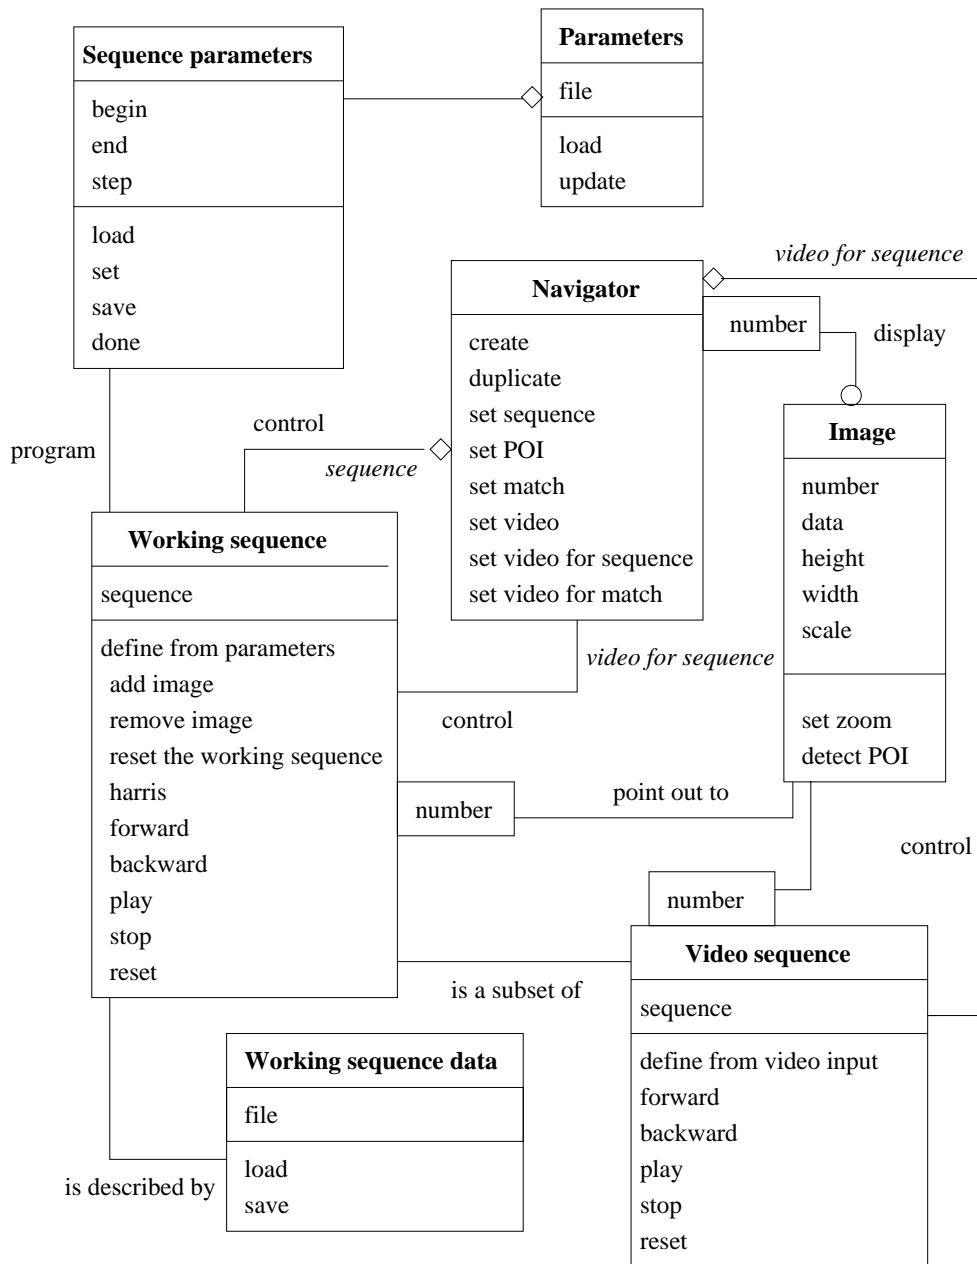 Sequence parameters
begin
end
step
load
set
save
done
Parameters
file
load
update
video for sequence
Navigator
create
duplicate
set sequence
set POI
set match
set video
set video for sequence
set video for match
number
display
Image
number
data
height
width
scale
set zoom
detect POI
program
control
sequence
Working sequence
sequence
define from parameters
add image
remove image
reset the working sequence
harris
forward
backward
play
stop
reset
video for sequence
control
number
point out to
control
number
Video sequence
sequence
define from video input
forward
backward
play
stop
reset
is a subset of
Working sequence data
file
load
save
is described by